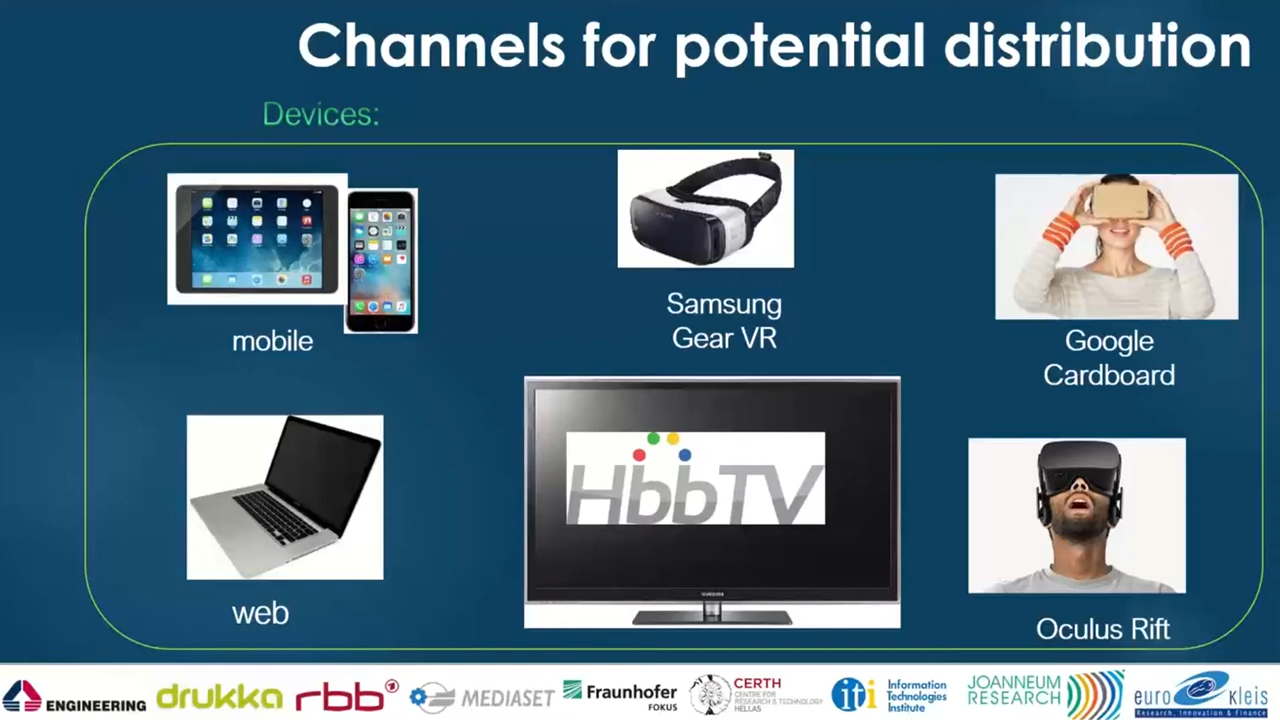 Channels for potential distribution
Devices:
mobile
Samsung
Gear VR
Google
Cardboard
web
HbbTV
SAMSUNG
Oculus Rift
ENGINEERING
drukka
rbb
MEDIASET
Fraunhofer
FOKUS
CERTH
CENTRE FOR
RESEARCH & TECHNOLOGY
HELLAS
iti
Information
Technologies
Institute
JOANNEUM
RESEARCH
euro kleis
Research, Innovation & Finance